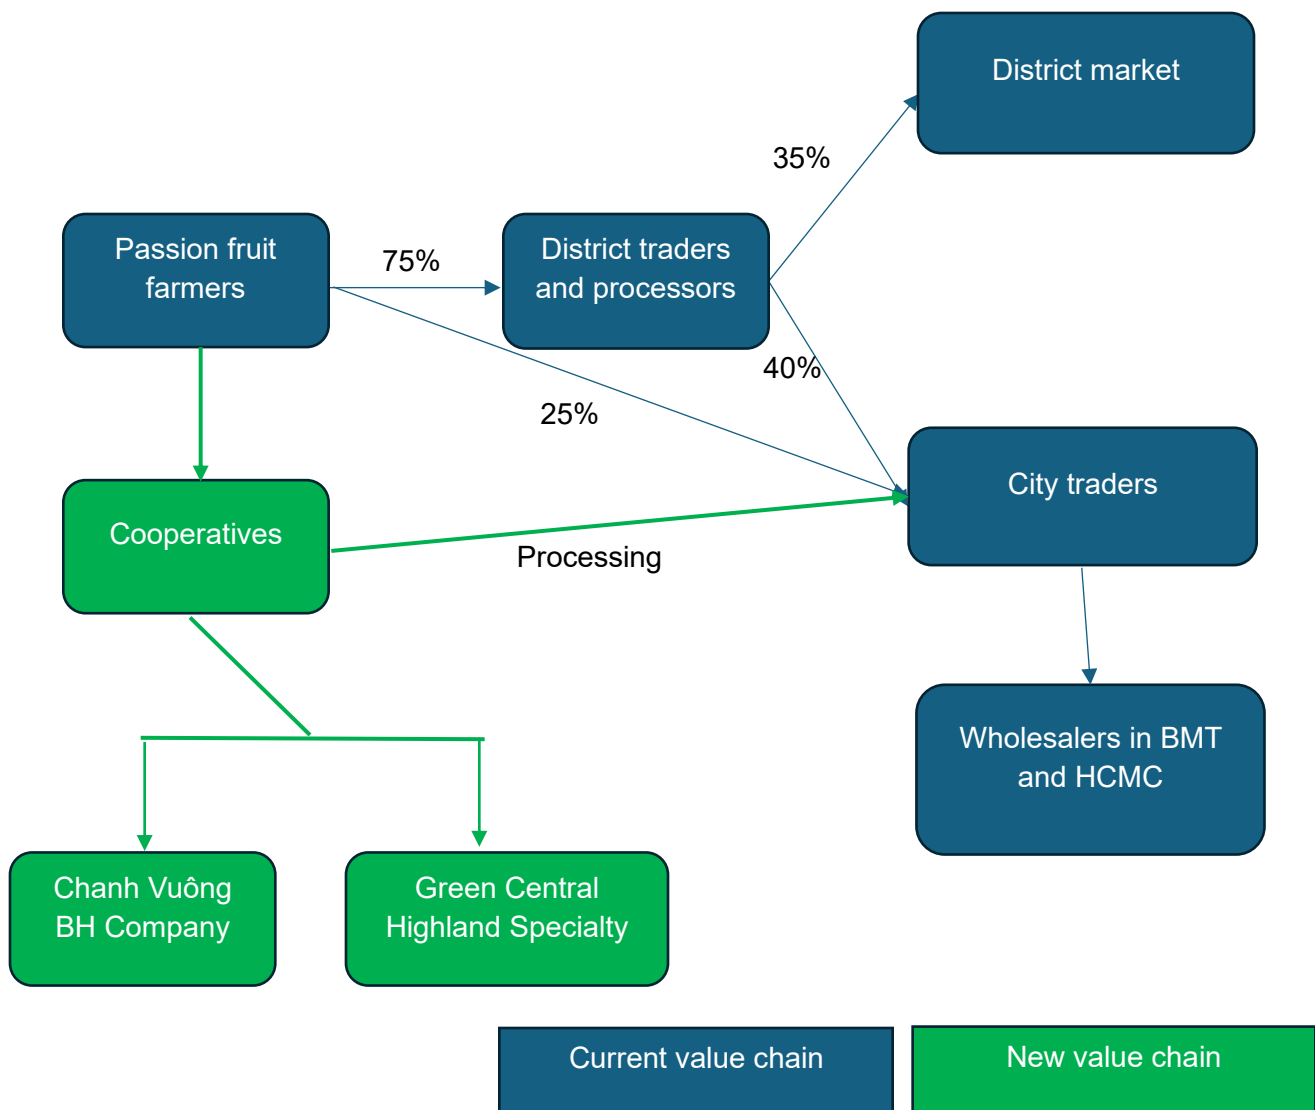 District market
35%
Passion fruit
farmers
75%
District traders
and processors
40%
25%
City traders
Cooperatives
Processing
Wholesalers in BMT
and HCMC
Chanh Vuông
BH Company
Green Central
Highland Specialty
Current value chain
New value chain